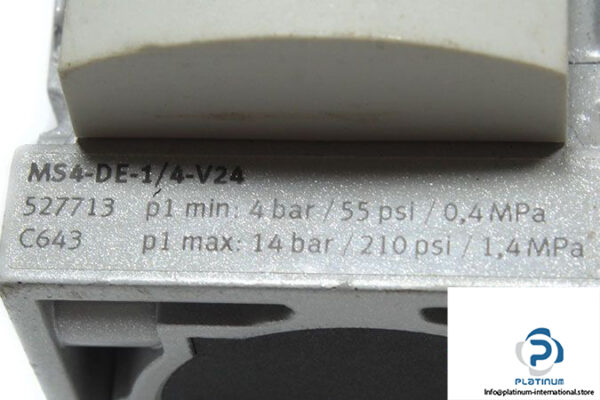 MS4-DE-1/4-V24
527713 p1 min: 4 bar / 55 psi / 0,4 MPa
C643 p1 max: 14 bar / 210 psi / 1,4 MPa
PLATINUM
Info@platinum-international.store